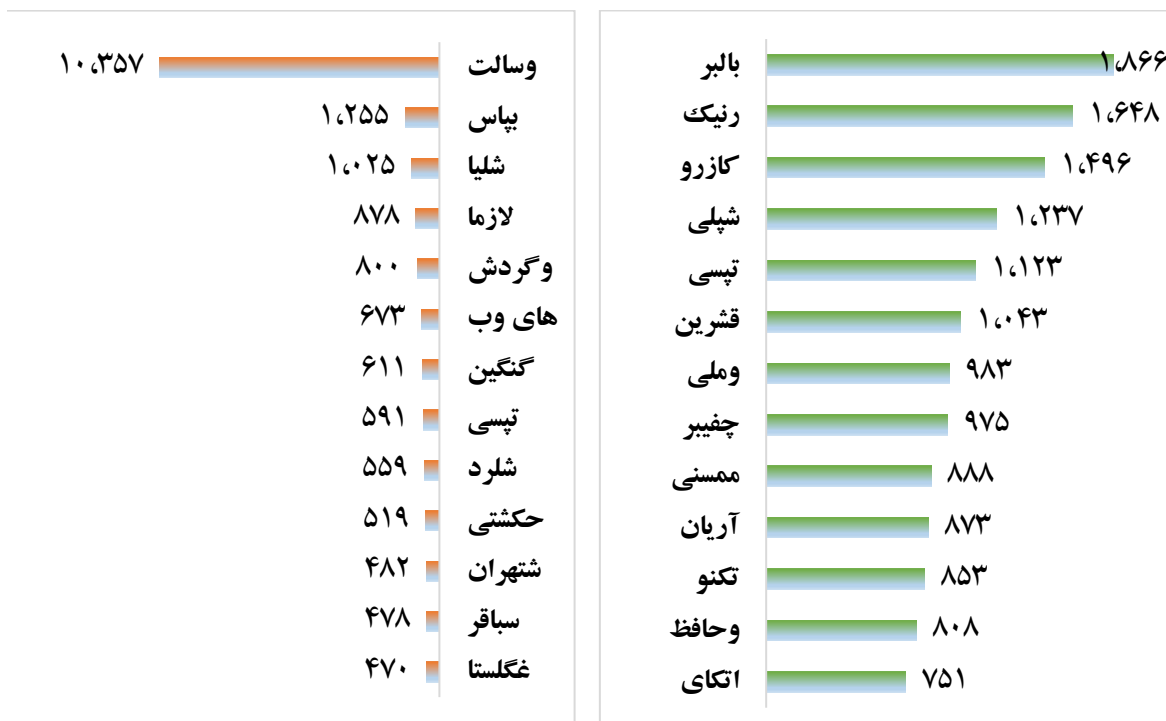 بالبر ۱،۸۶۶
رنیک ۱،۶۴۸
کازرو ۱،۴۹۶
شپلی ۱،۲۳۷
تپسی ۱،۱۲۳
قشرین ۱،۰۴۳
وملی ۹۸۳
چفیبر ۹۷۵
ممسنی ۸۸۸
آریان ۸۷۳
تکنو ۸۵۳
وحافظ ۸۰۸
اتکای ۷۵۱
وسالت ۱۰،۳۵۷
بپاس ۱،۲۵۵
شلیا ۱،۰۲۵
لازما ۸۷۸
وگردش ۸۰۰
های وب ۶۷۳
گنگین ۶۱۱
تپسی ۵۹۱
شلرد ۵۵۹
حکشتی ۵۱۹
شتهران ۴۸۲
سباقر ۴۷۸
غگلستا ۴۷۰